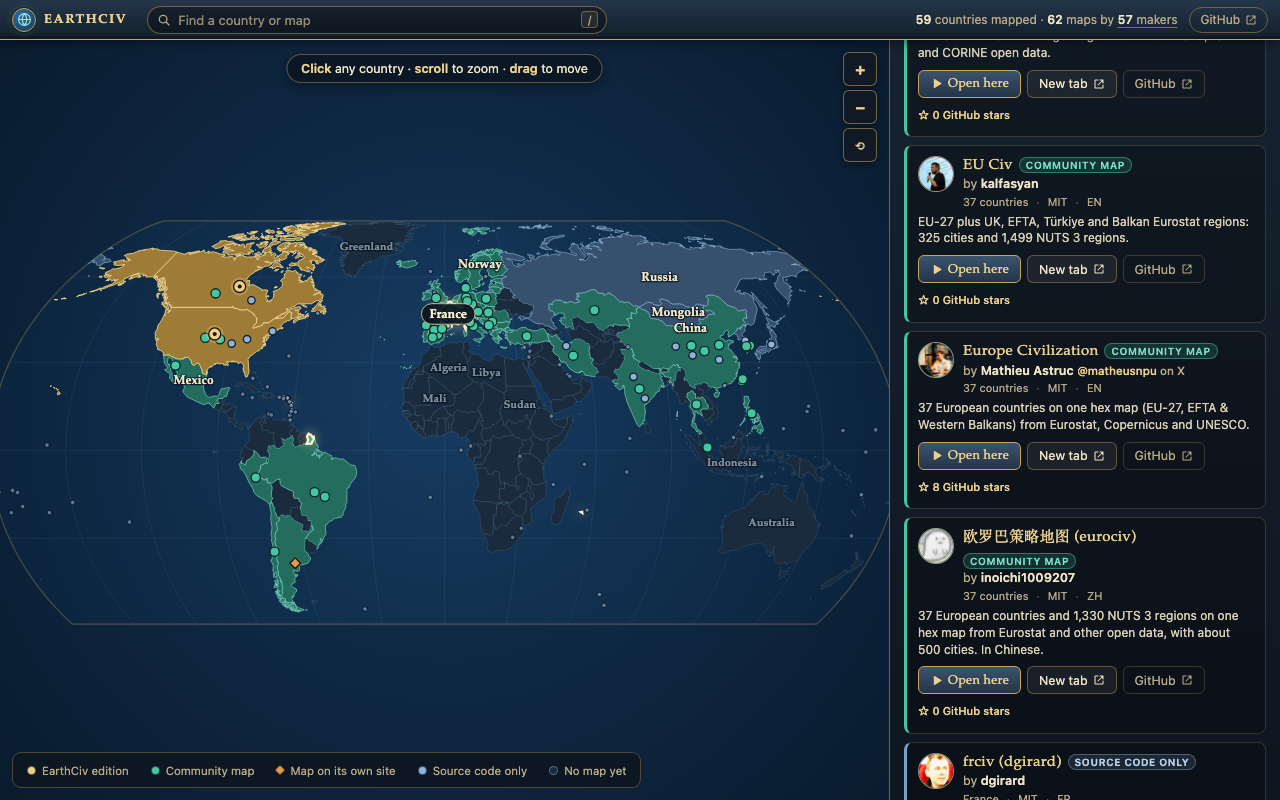 EARTHCIV
Find a country or map
/
59 countries mapped · 62 maps by 57 makers
GitHub
Click any country · scroll to zoom · drag to move
+
−
Greenland
Norway
Russia
France
Mongolia
China
Mexico
Algeria
Libya
Mali
Sudan
Indonesia
Australia
EarthCiv edition
Community map
Map on its own site
Source code only
No map yet
and CORINE open data.
Open here
New tab
GitHub
☆ 0 GitHub stars
EU Civ COMMUNITY MAP
by kalfasyan
37 countries · MIT · EN
EU-27 plus UK, EFTA, Türkiye and Balkan Eurostat regions:
325 cities and 1,499 NUTS 3 regions.
Open here
New tab
GitHub
☆ 0 GitHub stars
Europe Civilization COMMUNITY MAP
by Mathieu Astruc @matheusnpu on X
37 countries · MIT · EN
37 European countries on one hex map (EU-27, EFTA &
Western Balkans) from Eurostat, Copernicus and UNESCO.
Open here
New tab
GitHub
☆ 8 GitHub stars
欧罗巴策略地图 (eurociv)
COMMUNITY MAP
by inoichi1009207
37 countries · MIT · ZH
37 European countries and 1,330 NUTS 3 regions on one
hex map from Eurostat and other open data, with about
500 cities. In Chinese.
Open here
New tab
GitHub
☆ 0 GitHub stars
frciv (dgirard) SOURCE CODE ONLY
by dgirard
France · MIT · FR